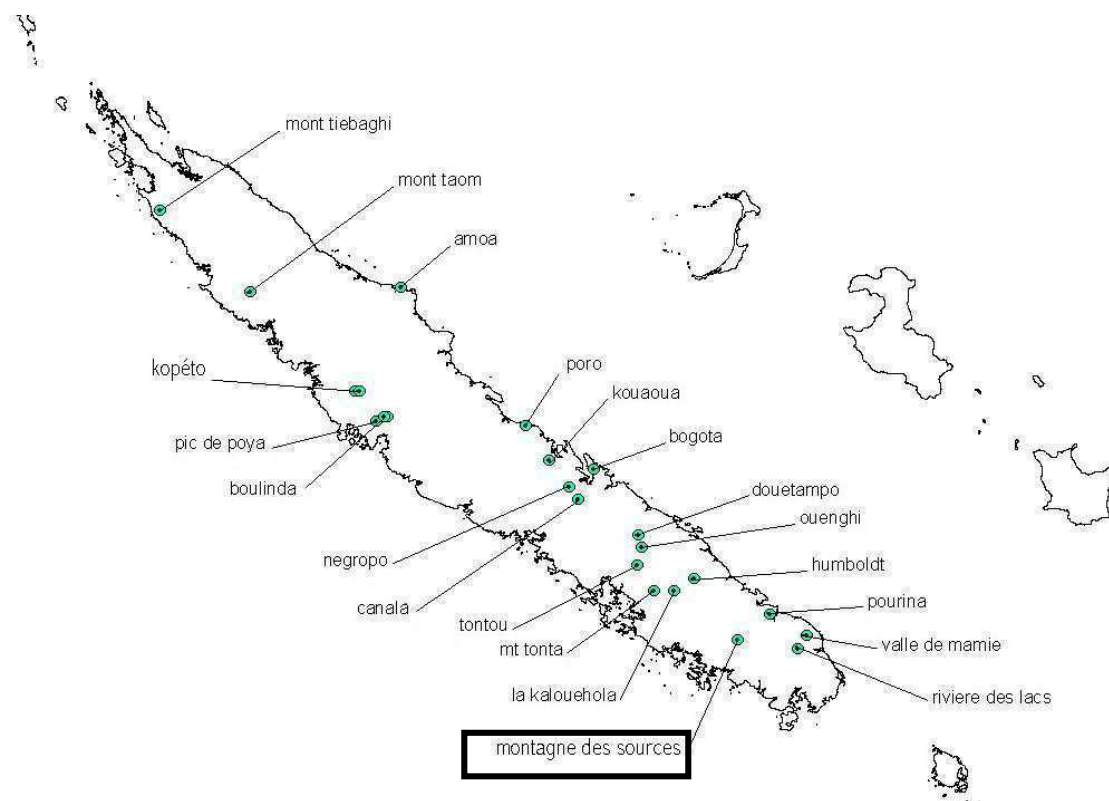 mont tiebaghi
mont taom
amoa
poro
kopéto
kouaoua
pic de poya
bogota
boulinda
douetampo
ouenghi
negropo
humboldt
canala
pourina
tontou
mt tonta
valle de mamie
la kalouehola
riviere des lacs
montagne des sources